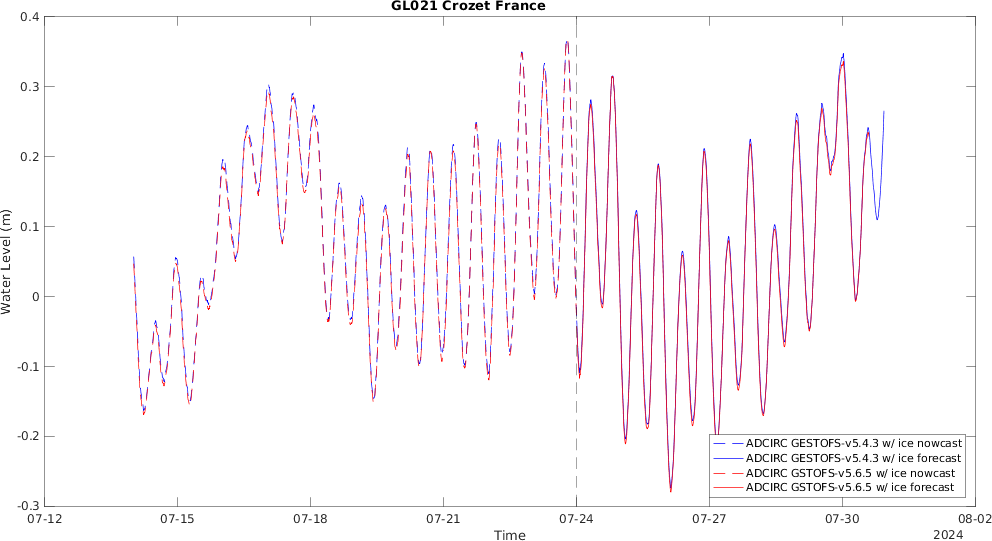 GL021 Crozet France
0.4
0.3
0.2
0.1
0
-0.1
-0.2
-0.3
Water Level (m)
ADCIRC GESTOFS-v5.4.3 w/ ice nowcast
ADCIRC GESTOFS-v5.4.3 w/ ice forecast
ADCIRC GSTOFS-v5.6.5 w/ ice nowcast
ADCIRC GSTOFS-v5.6.5 w/ ice forecast
07-12 07-15 07-18 07-21 07-24 07-27 07-30 08-02
Time
2024